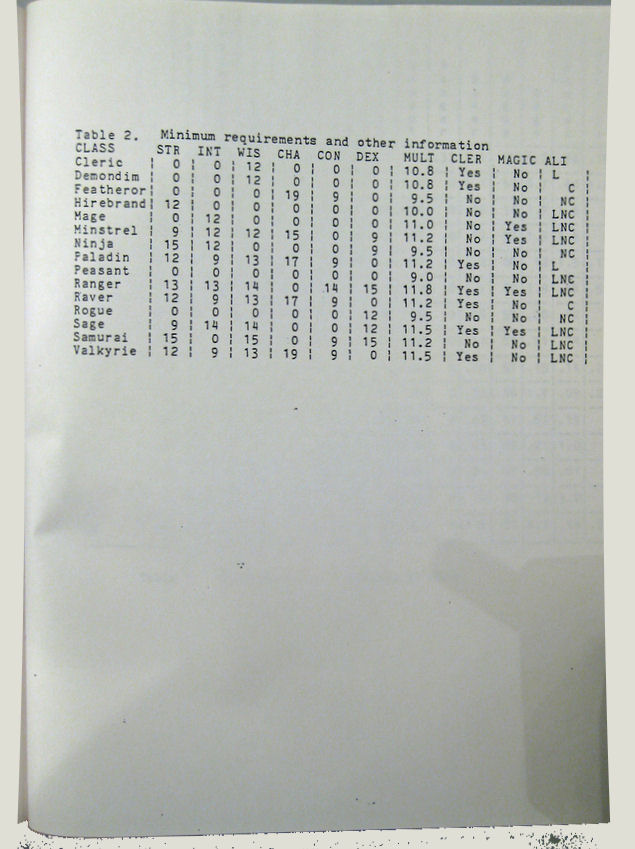 Table 2.   Minimum requirements and other information
CLASS STR INT WIS CHA CON DEX MULT CLER MAGIC ALI
Cleric ¦ 0 ¦ 0 ¦ 12 ¦ 0 ¦ 0 ¦ 0 ¦ 10.8 ¦ Yes ¦ No ¦ L ¦
Demondim ¦ 0 ¦ 0 ¦ 12 ¦ 0 ¦ 0 ¦ 0 ¦ 10.8 ¦ Yes ¦ No ¦ C ¦
Featheror¦ 0 ¦ 0 ¦ 0 ¦ 19 ¦ 9 ¦ 0 ¦ 9.5 ¦ No ¦ No ¦ NC ¦
Hirebrand¦ 12 ¦ 0 ¦ 0 ¦ 0 ¦ 0 ¦ 0 ¦ 10.0 ¦ No ¦ No ¦ LNC ¦
Mage ¦ 0 ¦ 12 ¦ 0 ¦ 0 ¦ 0 ¦ 0 ¦ 11.0 ¦ No ¦ Yes ¦ LNC ¦
Minstrel ¦ 9 ¦ 12 ¦ 12 ¦ 15 ¦ 0 ¦ 9 ¦ 11.2 ¦ No ¦ Yes ¦ LNC ¦
Ninja ¦ 15 ¦ 12 ¦ 0 ¦ 0 ¦ 0 ¦ 9 ¦ 9.5 ¦ No ¦ No ¦ NC ¦
Paladin ¦ 12 ¦ 9 ¦ 13 ¦ 17 ¦ 9 ¦ 0 ¦ 11.2 ¦ Yes ¦ No ¦ L ¦
Peasant ¦ 0 ¦ 0 ¦ 0 ¦ 0 ¦ 0 ¦ 0 ¦ 9.0 ¦ No ¦ No ¦ LNC ¦
Ranger ¦ 13 ¦ 13 ¦ 14 ¦ 0 ¦ 14 ¦ 15 ¦ 11.8 ¦ Yes ¦ Yes ¦ LNC ¦
Raver ¦ 12 ¦ 9 ¦ 13 ¦ 17 ¦ 9 ¦ 0 ¦ 11.2 ¦ Yes ¦ No ¦ C ¦
Rogue ¦ 0 ¦ 0 ¦ 0 ¦ 0 ¦ 0 ¦ 12 ¦ 9.5 ¦ No ¦ No ¦ NC ¦
Sage ¦ 9 ¦ 14 ¦ 14 ¦ 0 ¦ 0 ¦ 12 ¦ 11.5 ¦ Yes ¦ Yes ¦ LNC ¦
Samurai ¦ 15 ¦ 0 ¦ 15 ¦ 0 ¦ 9 ¦ 15 ¦ 11.2 ¦ No ¦ No ¦ LNC ¦
Valkyrie ¦ 12 ¦ 9 ¦ 13 ¦ 19 ¦ 9 ¦ 0 ¦ 11.5 ¦ Yes ¦ No ¦ LNC ¦